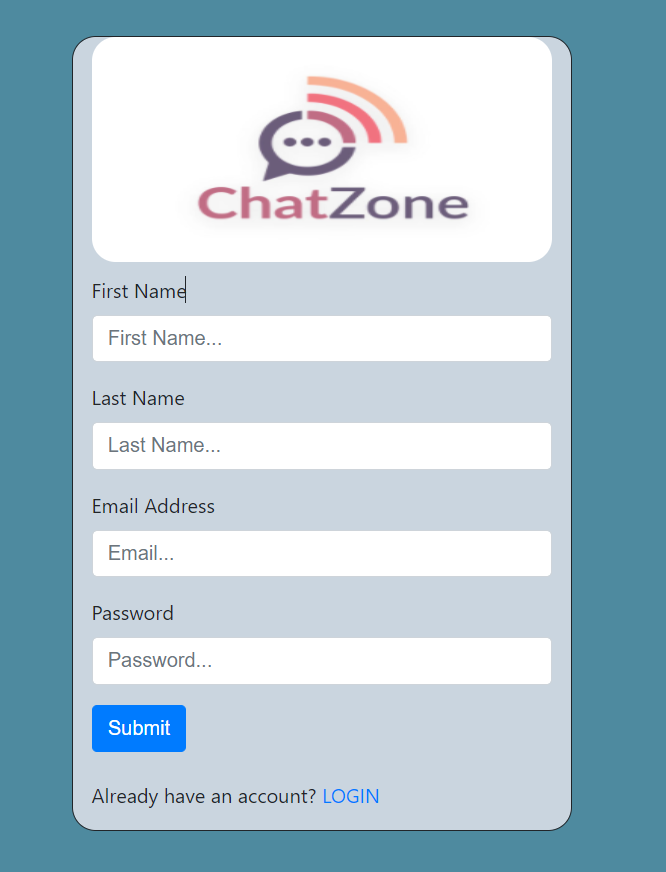 ChatZone
First Name
First Name...
Last Name
Last Name...
Email Address
Email...
Password
Password...
Submit
Already have an account? LOGIN